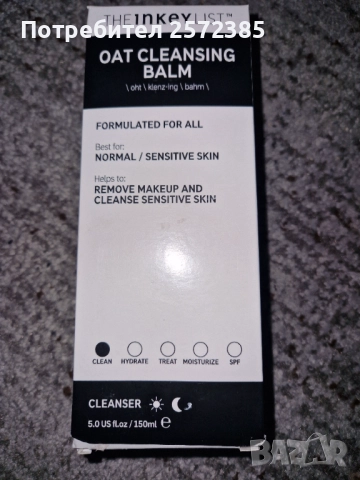 Потребител 2572385
THE INKEY LIST™
OAT CLEANSING
BALM
\ oht \ klenz-ing \ bahm \
FORMULATED FOR ALL
Best for:
NORMAL / SENSITIVE SKIN
Helps to:
REMOVE MAKEUP AND
CLEANSE SENSITIVE SKIN
CLEAN HYDRATE TREAT MOISTURIZE SPF
CLEANSER
5.0 US fl.oz / 150ml ℮
BAZAR